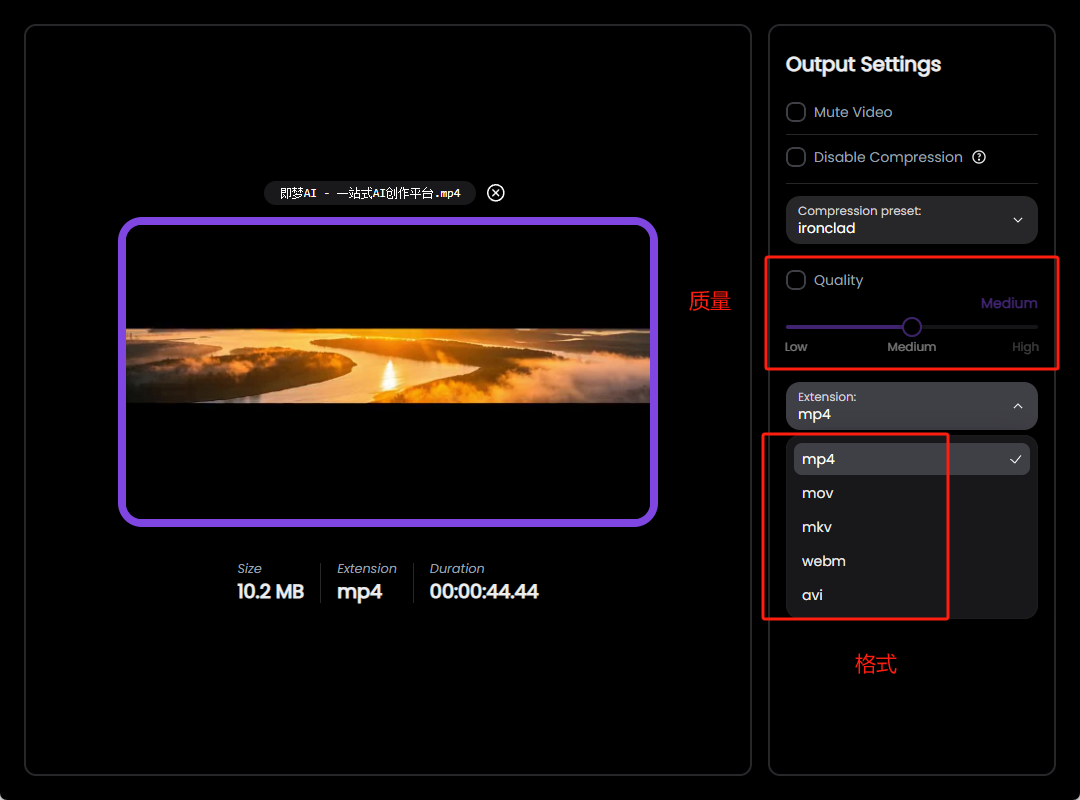 即梦AI - 一站式AI创作平台.mp4
Size
10.2 MB
Extension
mp4
Duration
00:00:44.44
质量
Output Settings
Mute Video
Disable Compression
?
Compression preset:
ironclad
Quality
Medium
Low Medium High
Extension:
mp4
mp4
mov
mkv
webm
avi
格式